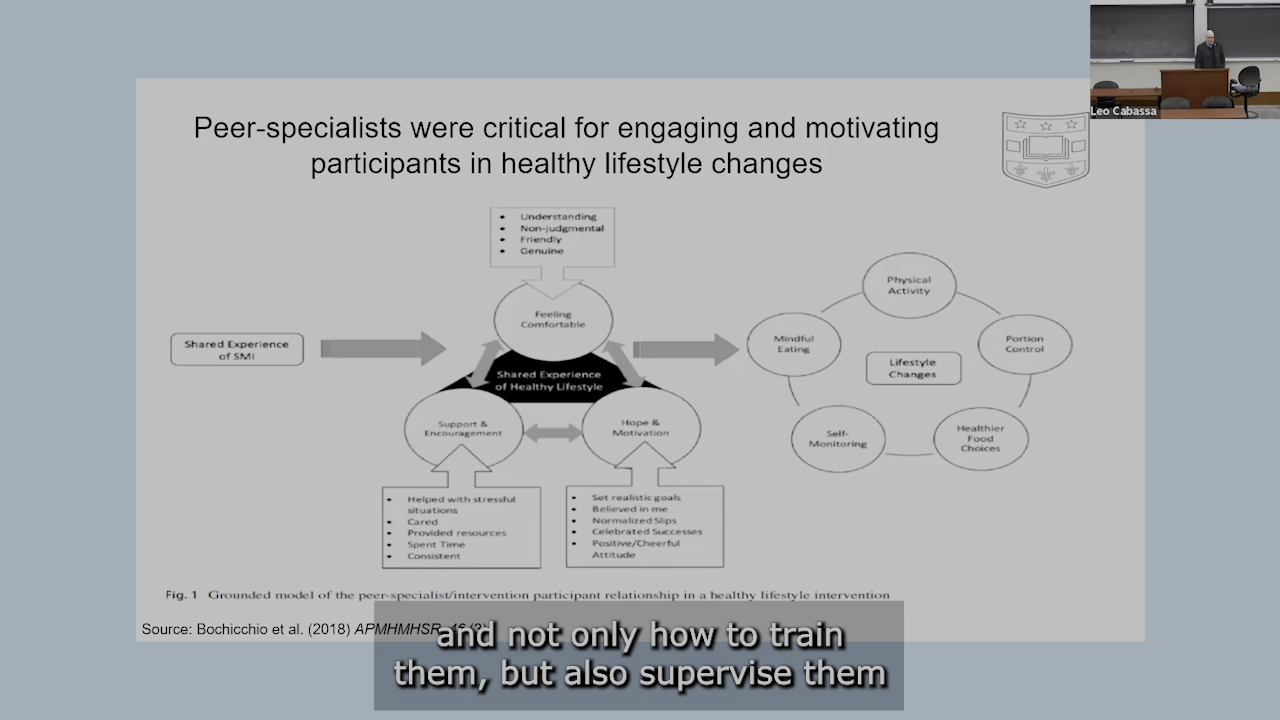 Leo Cabassa
Peer-specialists were critical for engaging and motivating
participants in healthy lifestyle changes
• Understanding
• Non-judgmental
• Friendly
• Genuine
Feeling
Comfortable
Shared Experience
of SMI
Shared Experience
of Healthy Lifestyle
Support &
Encouragement
Hope &
Motivation
• Helped with stressful
situations
• Cared
• Provided resources
• Spent Time
• Consistent
• Set realistic goals
• Believed in me
• Normalized Slips
• Celebrated Successes
• Positive/Cheerful
Attitude
Physical
Activity
Mindful
Eating
Portion
Control
Lifestyle
Changes
Self-
Monitoring
Healthier
Food
Choices
Fig. 1 Grounded model of the peer-specialist/intervention participant relationship in a healthy lifestyle intervention
Source: Bochicchio et al. (2018) APMHMHSR
and not only how to train
them, but also supervise them